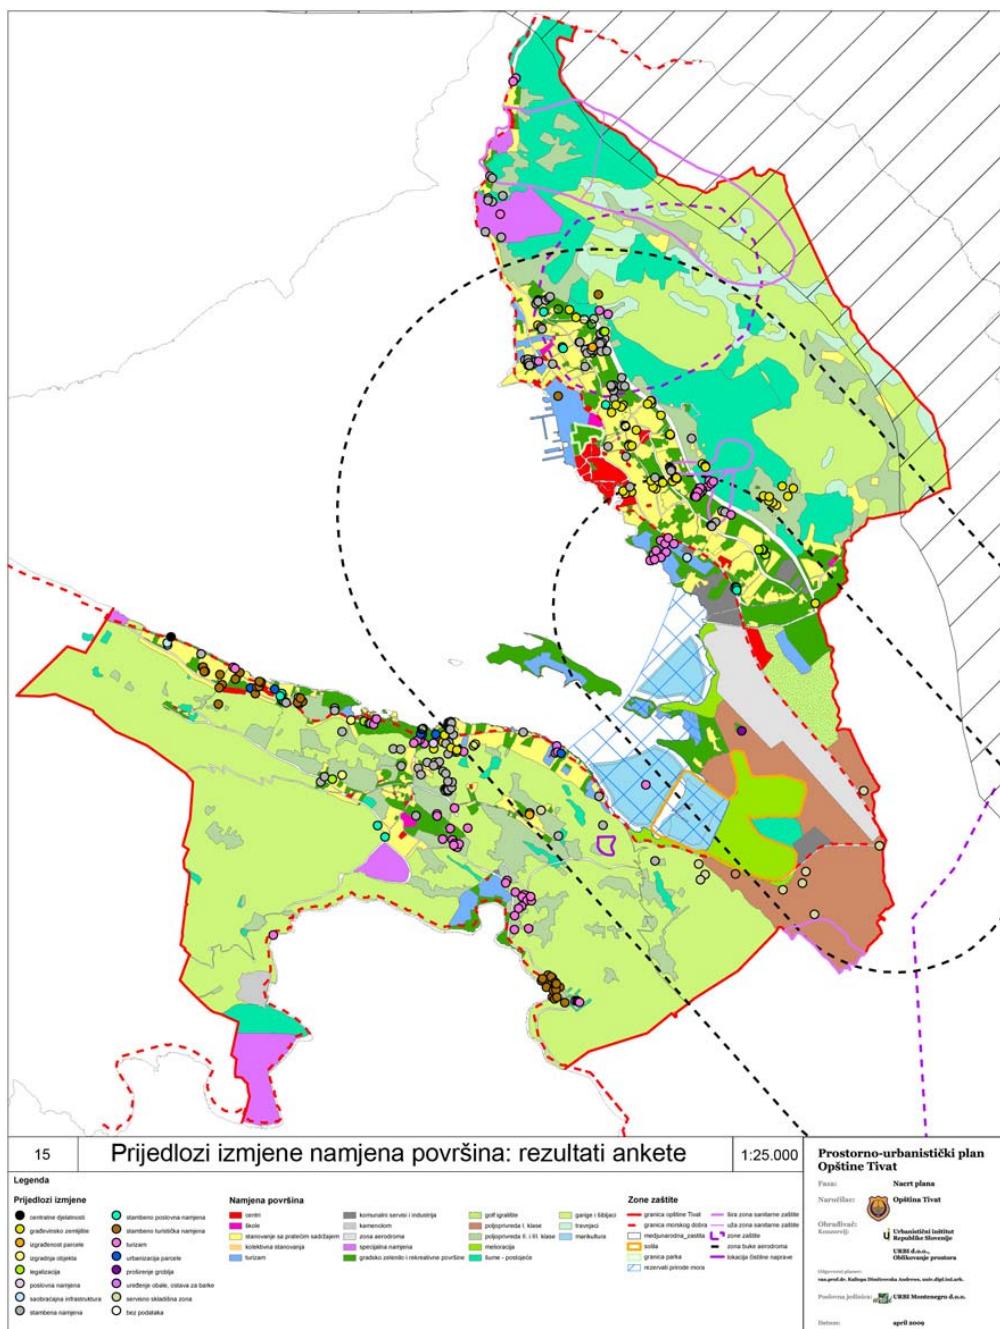 15
Prijedlozi izmjene namjena površina: rezultati ankete
1:25.000
Legenda
Prijedlozi izmjene
centralne djelatnosti
građevinsko zemljište
izgrađenost parcele
izgradnja objekta
legalizacija
poslovna namjena
saobraćajna infrastruktura
stambena namjena
stambeno poslovna namjena
stambeno turistička namjena
turizam
urbanizacija parcele
proširenje groblja
uređenje obale, ostava za barke
servisno skladišna zona
bez podataka
Namjena površina
centri
škole
stanovanje sa pratećim sadržajem
kolektivna stanovanja
turizam
komunalni servisi i industrija
kamenolom
zona aerodroma
specijalna namjena
gradsko zelenilo i rekreativne površine
golf igralište
poljoprivreda I. klase
poljoprivreda II. i III. klase
melioracija
šume - postojeće
garige i šibljaci
travnjaci
marikultura
Zone zaštite
granica opštine Tivat
granica morskog dobra
medjunarodna_zastita
solila
granica parka
rezervati prirode mora
šira zona sanitarne zaštite
uža zona sanitarne zaštite
zone zaštite
zona buke aerodroma
lokacija čistilne naprave
Prostorno-urbanistički plan
Opštine Tivat
Faza: Nacrt plana
Naručilac: Opština Tivat
Obrađivač:
Konzorcij:
Urbanistični inštitut
Republike Slovenije
URBI d.o.o.,
Oblikovanje prostora
Odgovorni planer:
Poslovna jedinica: URBI Montenegro d.o.o.
Datum: april 2009